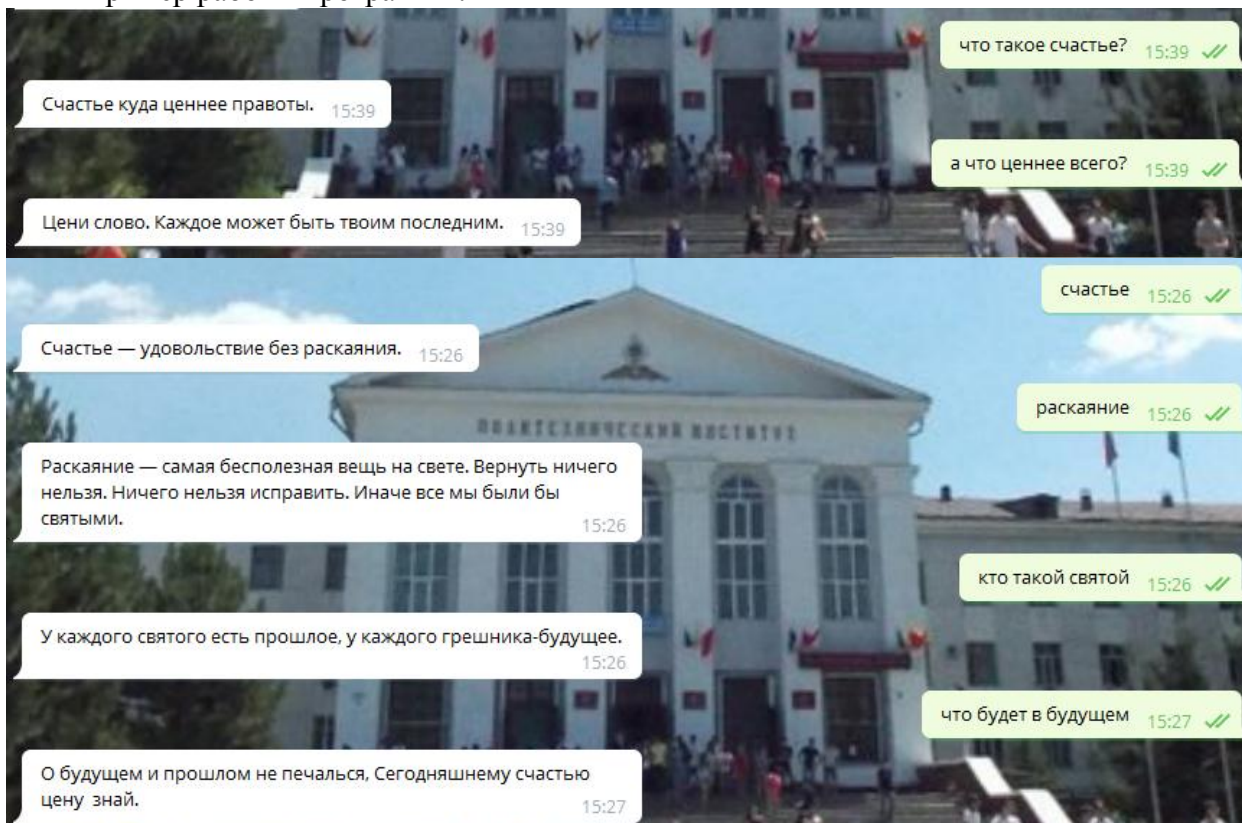 что такое счастье? 15:39
Счастье куда ценнее правоты. 15:39
а что ценнее всего? 15:39
Цени слово. Каждое может быть твоим последним. 15:39
счастье 15:26
Счастье — удовольствие без раскаяния. 15:26
раскаяние 15:26
ПОЛИТЕХНИЧЕСКИЙ ИНСТИТУТ
Раскаяние — самая бесполезная вещь на свете. Вернуть ничего
нельзя. Ничего нельзя исправить. Иначе все мы были бы
святыми. 15:26
кто такой святой 15:26
У каждого святого есть прошлое, у каждого грешника-будущее.
15:26
что будет в будущем 15:27
О будущем и прошлом не печалься, Сегодняшнему счастью
цену знай. 15:27